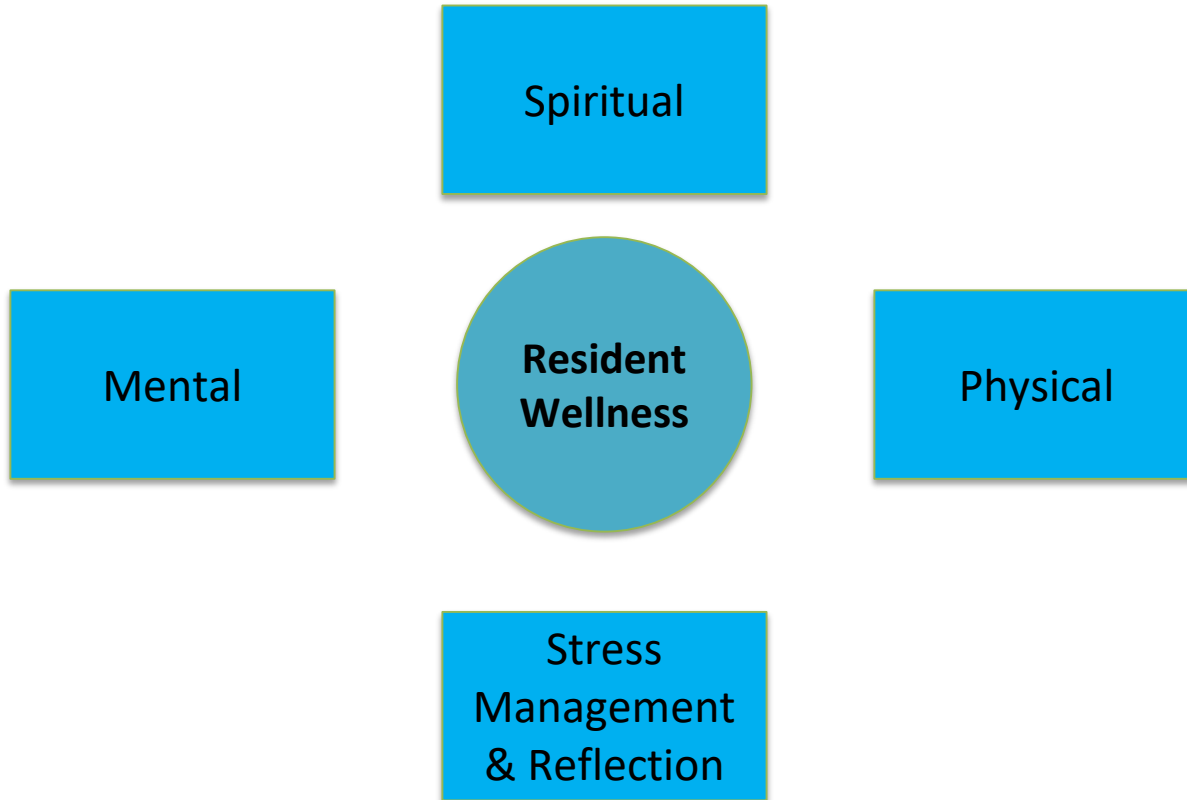 Spiritual
Mental
Resident
Wellness
Physical
Stress
Management
& Reflection